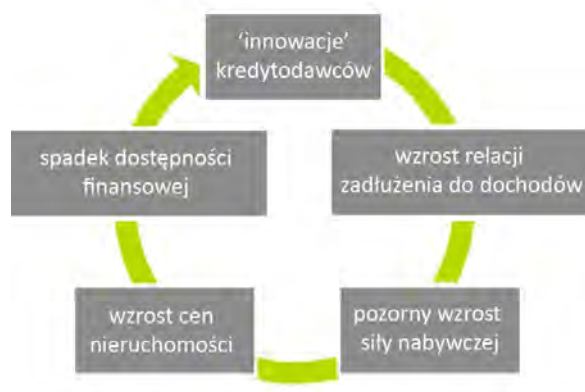 'innowacje'
kredytodawców
wzrost relacji
zadłużenia do dochodów
pozorny wzrost
siły nabywczej
wzrost cen
nieruchomości
spadek dostępności
finansowej